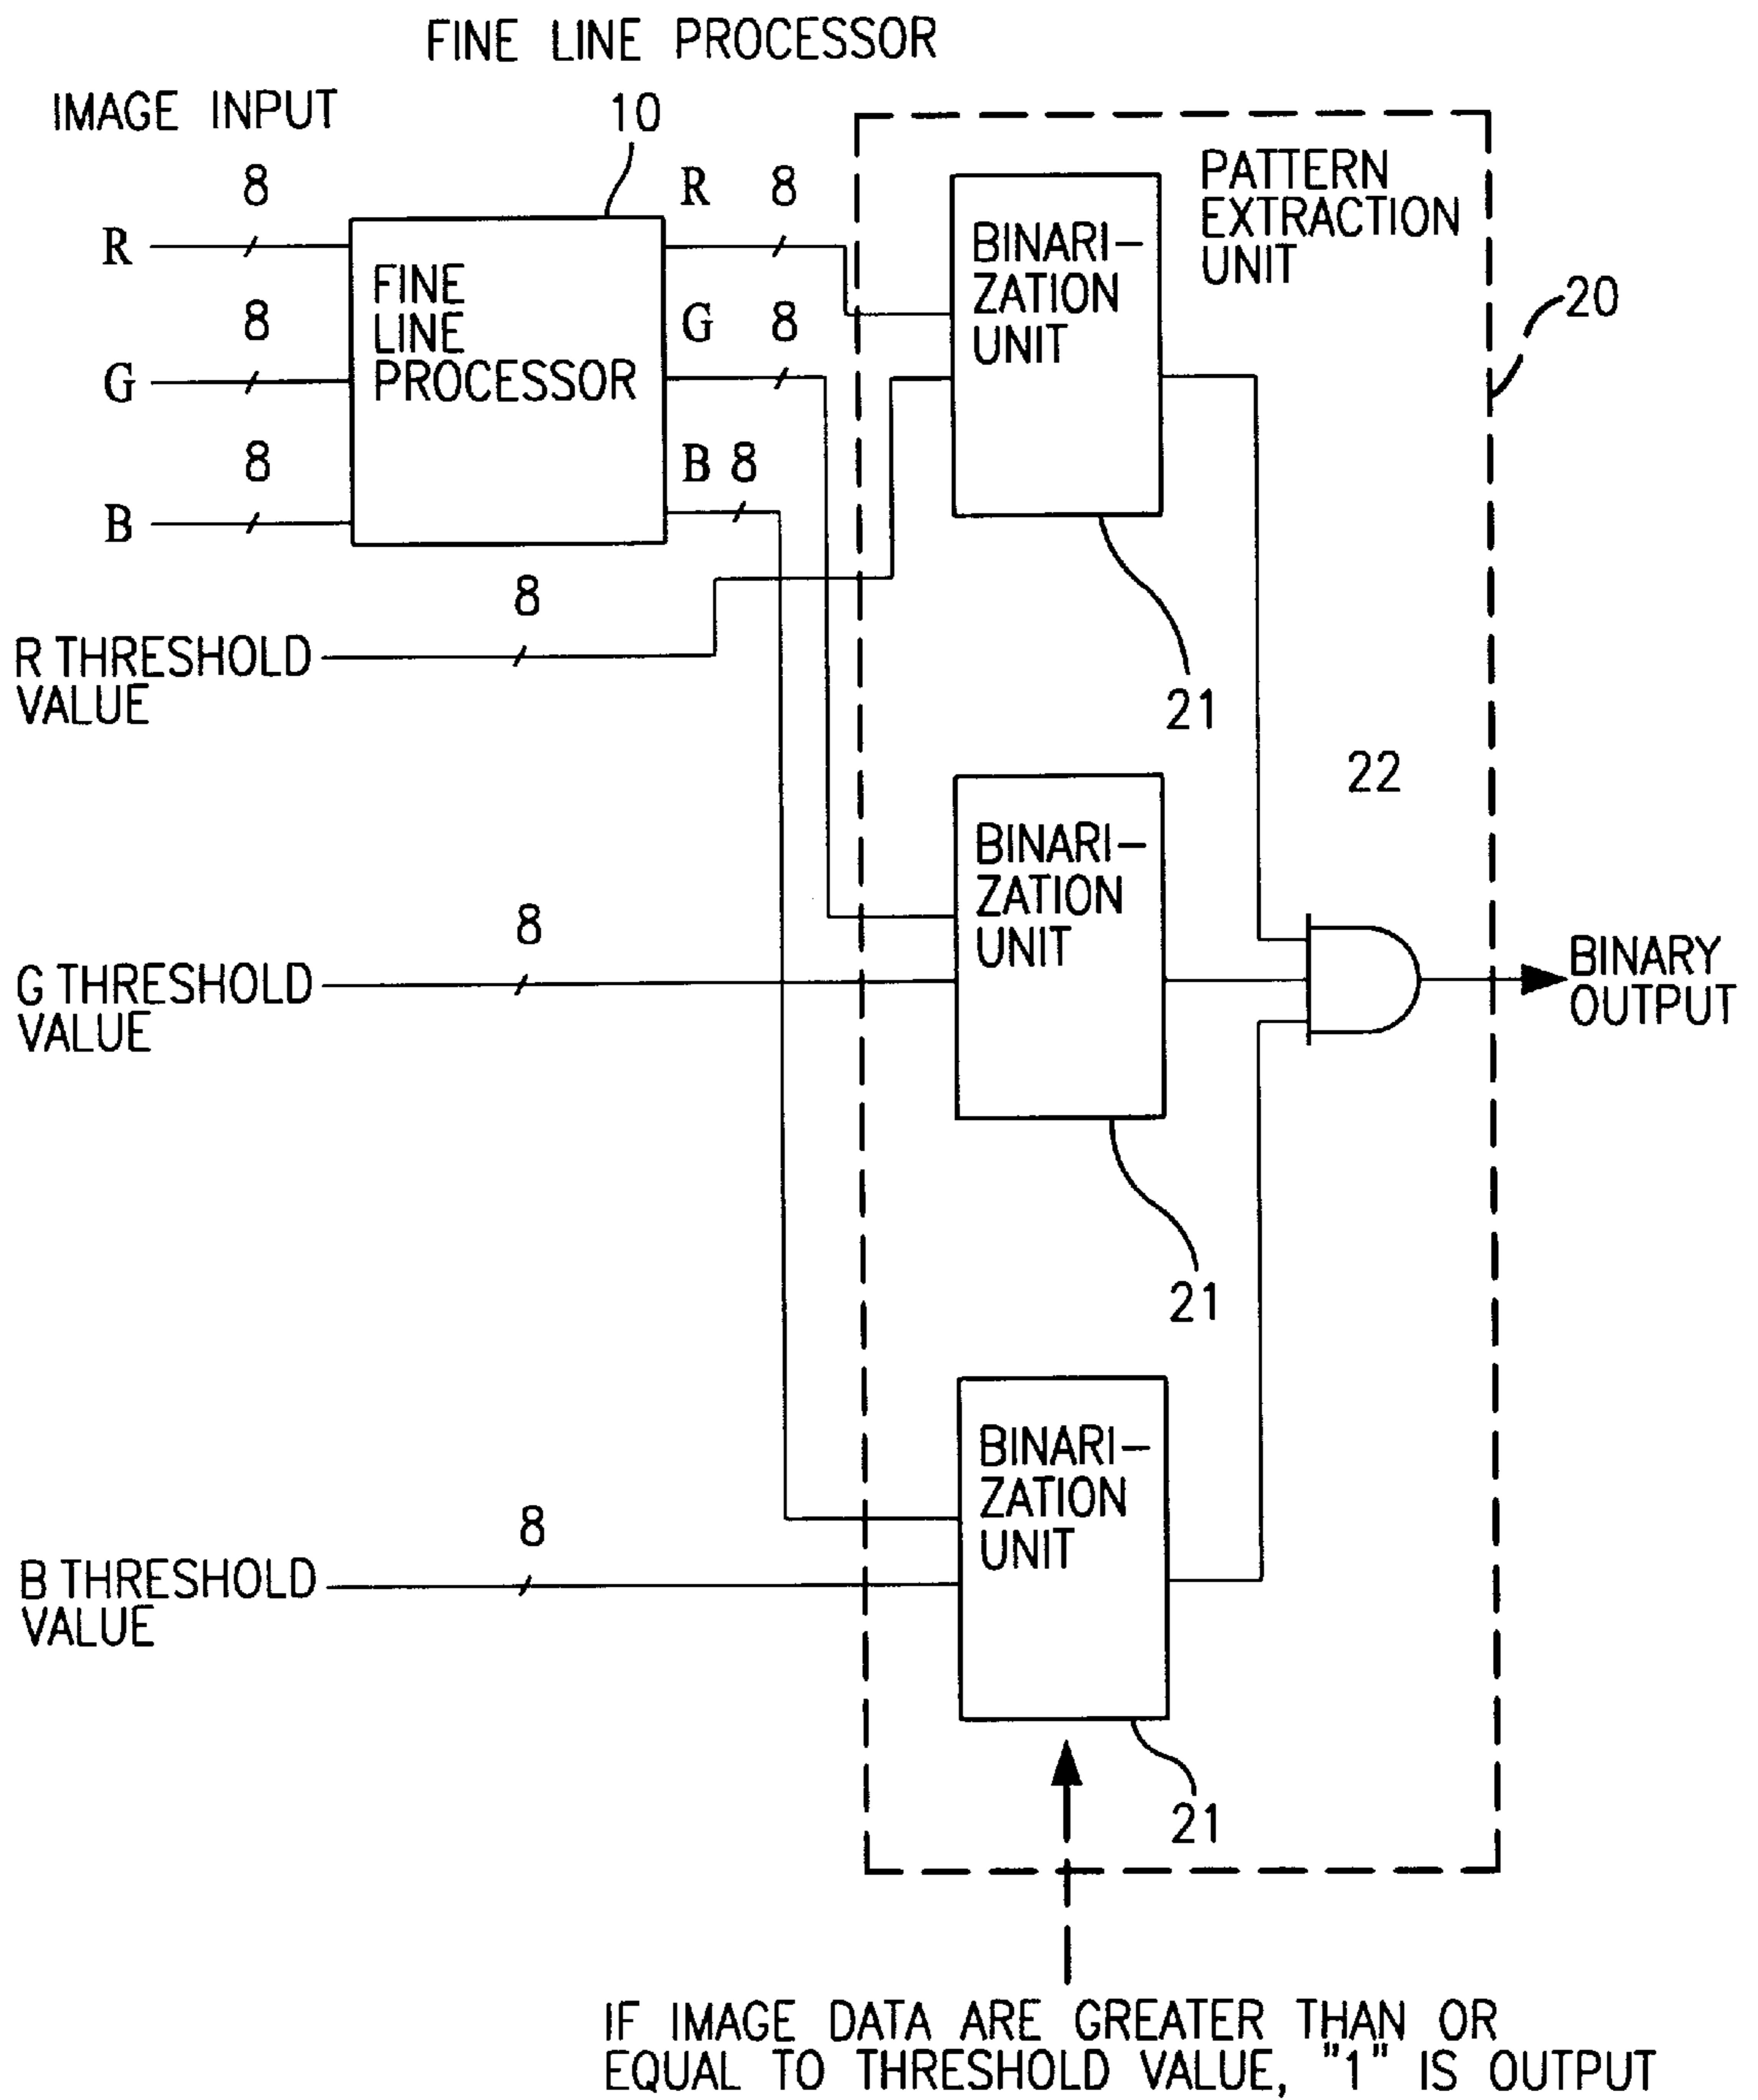 FINE LINE PROCESSOR
IMAGE INPUT
10
R
8
G
8
B
8
FINE
LINE
PROCESSOR
R 8
G 8
B 8
PATTERN
EXTRACTION
UNIT
20
BINARI-
ZATION
UNIT
21
R THRESHOLD
VALUE
8
22
BINARI-
ZATION
UNIT
21
G THRESHOLD
VALUE
8
BINARY
OUTPUT
BINARI-
ZATION
UNIT
21
B THRESHOLD
VALUE
8
IF IMAGE DATA ARE GREATER THAN OR
EQUAL TO THRESHOLD VALUE, "1" IS OUTPUT